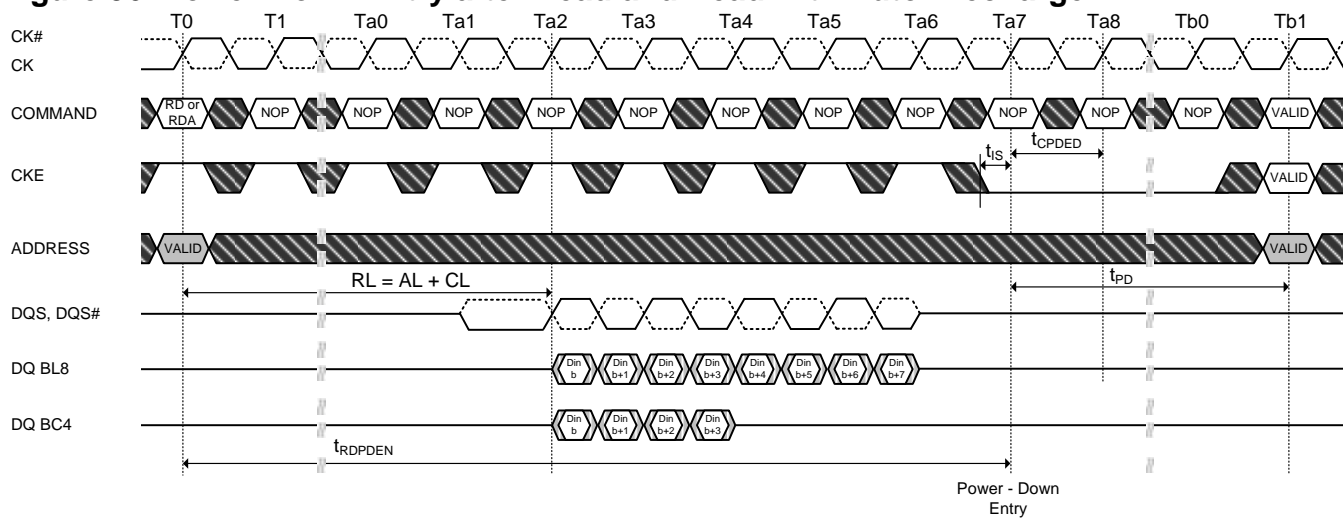 T0 T1 Ta0 Ta1 Ta2 Ta3 Ta4 Ta5 Ta6 Ta7 Ta8 Tb0 Tb1
CK#
CK
COMMAND
RD or
RDA
NOP NOP NOP NOP NOP NOP NOP NOP NOP NOP NOP VALID
tIS
tCPDED
CKE
VALID
ADDRESS
VALID
VALID
RL = AL + CL
tPD
DQS, DQS#
DQ BL8
Din
b
Din
b+1
Din
b+2
Din
b+3
Din
b+4
Din
b+5
Din
b+6
Din
b+7
DQ BC4
Din
b
Din
b+1
Din
b+2
Din
b+3
tRDPDEN
Power - Down
Entry